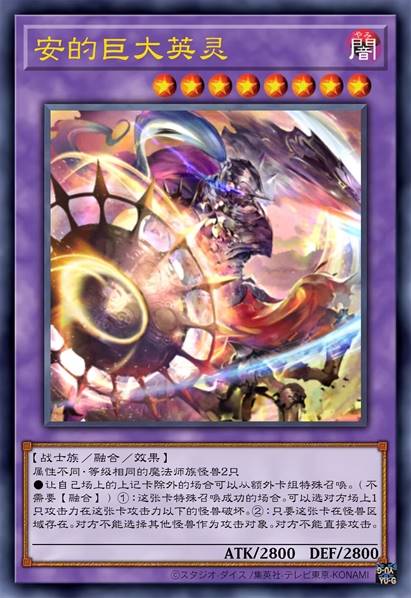 安的巨大英灵
やみ
闇
【战士族／融合／效果】
属性不同·等级相同的魔法师族怪兽2只
●让自己场上的上记卡除外的场合可以从额外卡组特殊召唤。(不
需要【融合】)①：这张卡特殊召唤成功的场合。可以选对方场上1
只攻击力在这张卡攻击力以下的怪兽破坏。②：只要这张卡在怪兽区
域存在。对方不能选择其他怪兽作为攻击对象。对方不能直接攻击。
ATK/2800 DEF/2800
©スタジオ·ダイス /集英社·テレビ東京·KONAMI
YU-G